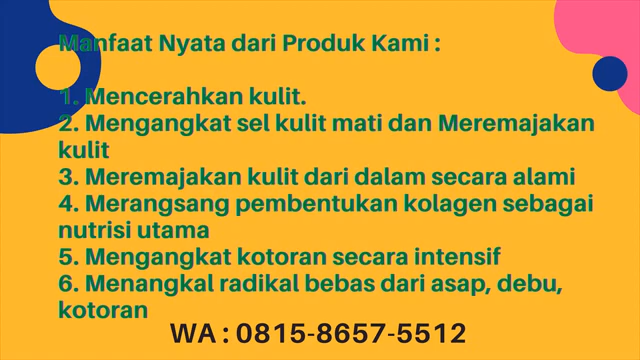 Manfaat Nyata dari Produk Kami :
1. Mencerahkan kulit.
2. Mengangkat sel kulit mati dan Meremajakan
kulit
3. Meremajakan kulit dari dalam secara alami
4. Merangsang pembentukan kolagen sebagai
nutrisi utama
5. Mengangkat kotoran secara intensif
6. Menangkal radikal bebas dari asap, debu,
kotoran
WA : 0815-8657-5512